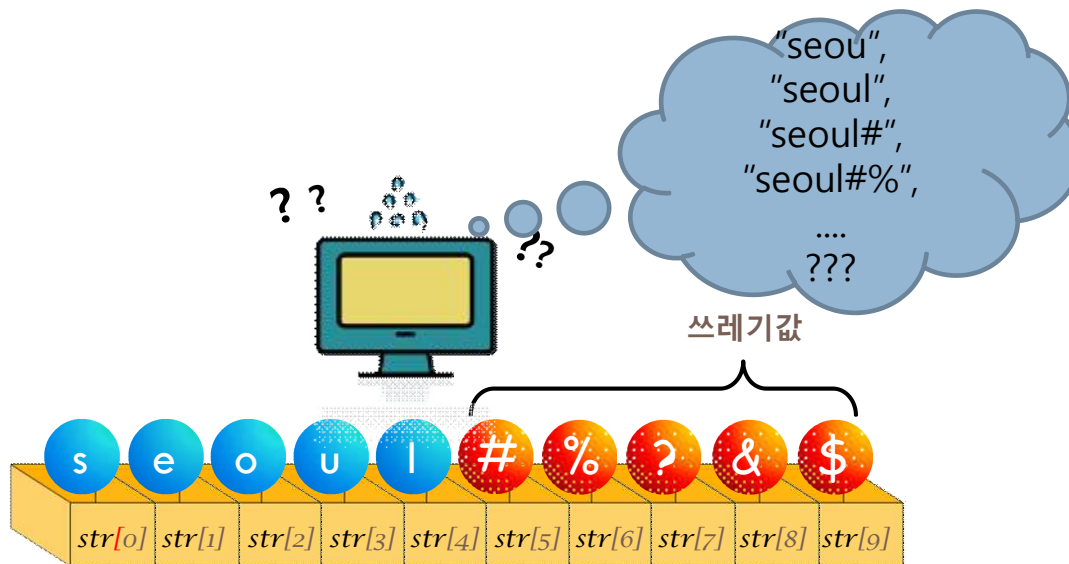 “seou”,
“seoul”,
“seoul#”,
“seoul#%”,
....
???
? ?
??
쓰레기값
s e o u l # % ? & $
str[0] str[1] str[2] str[3] str[4] str[5] str[6] str[7] str[8] str[9]